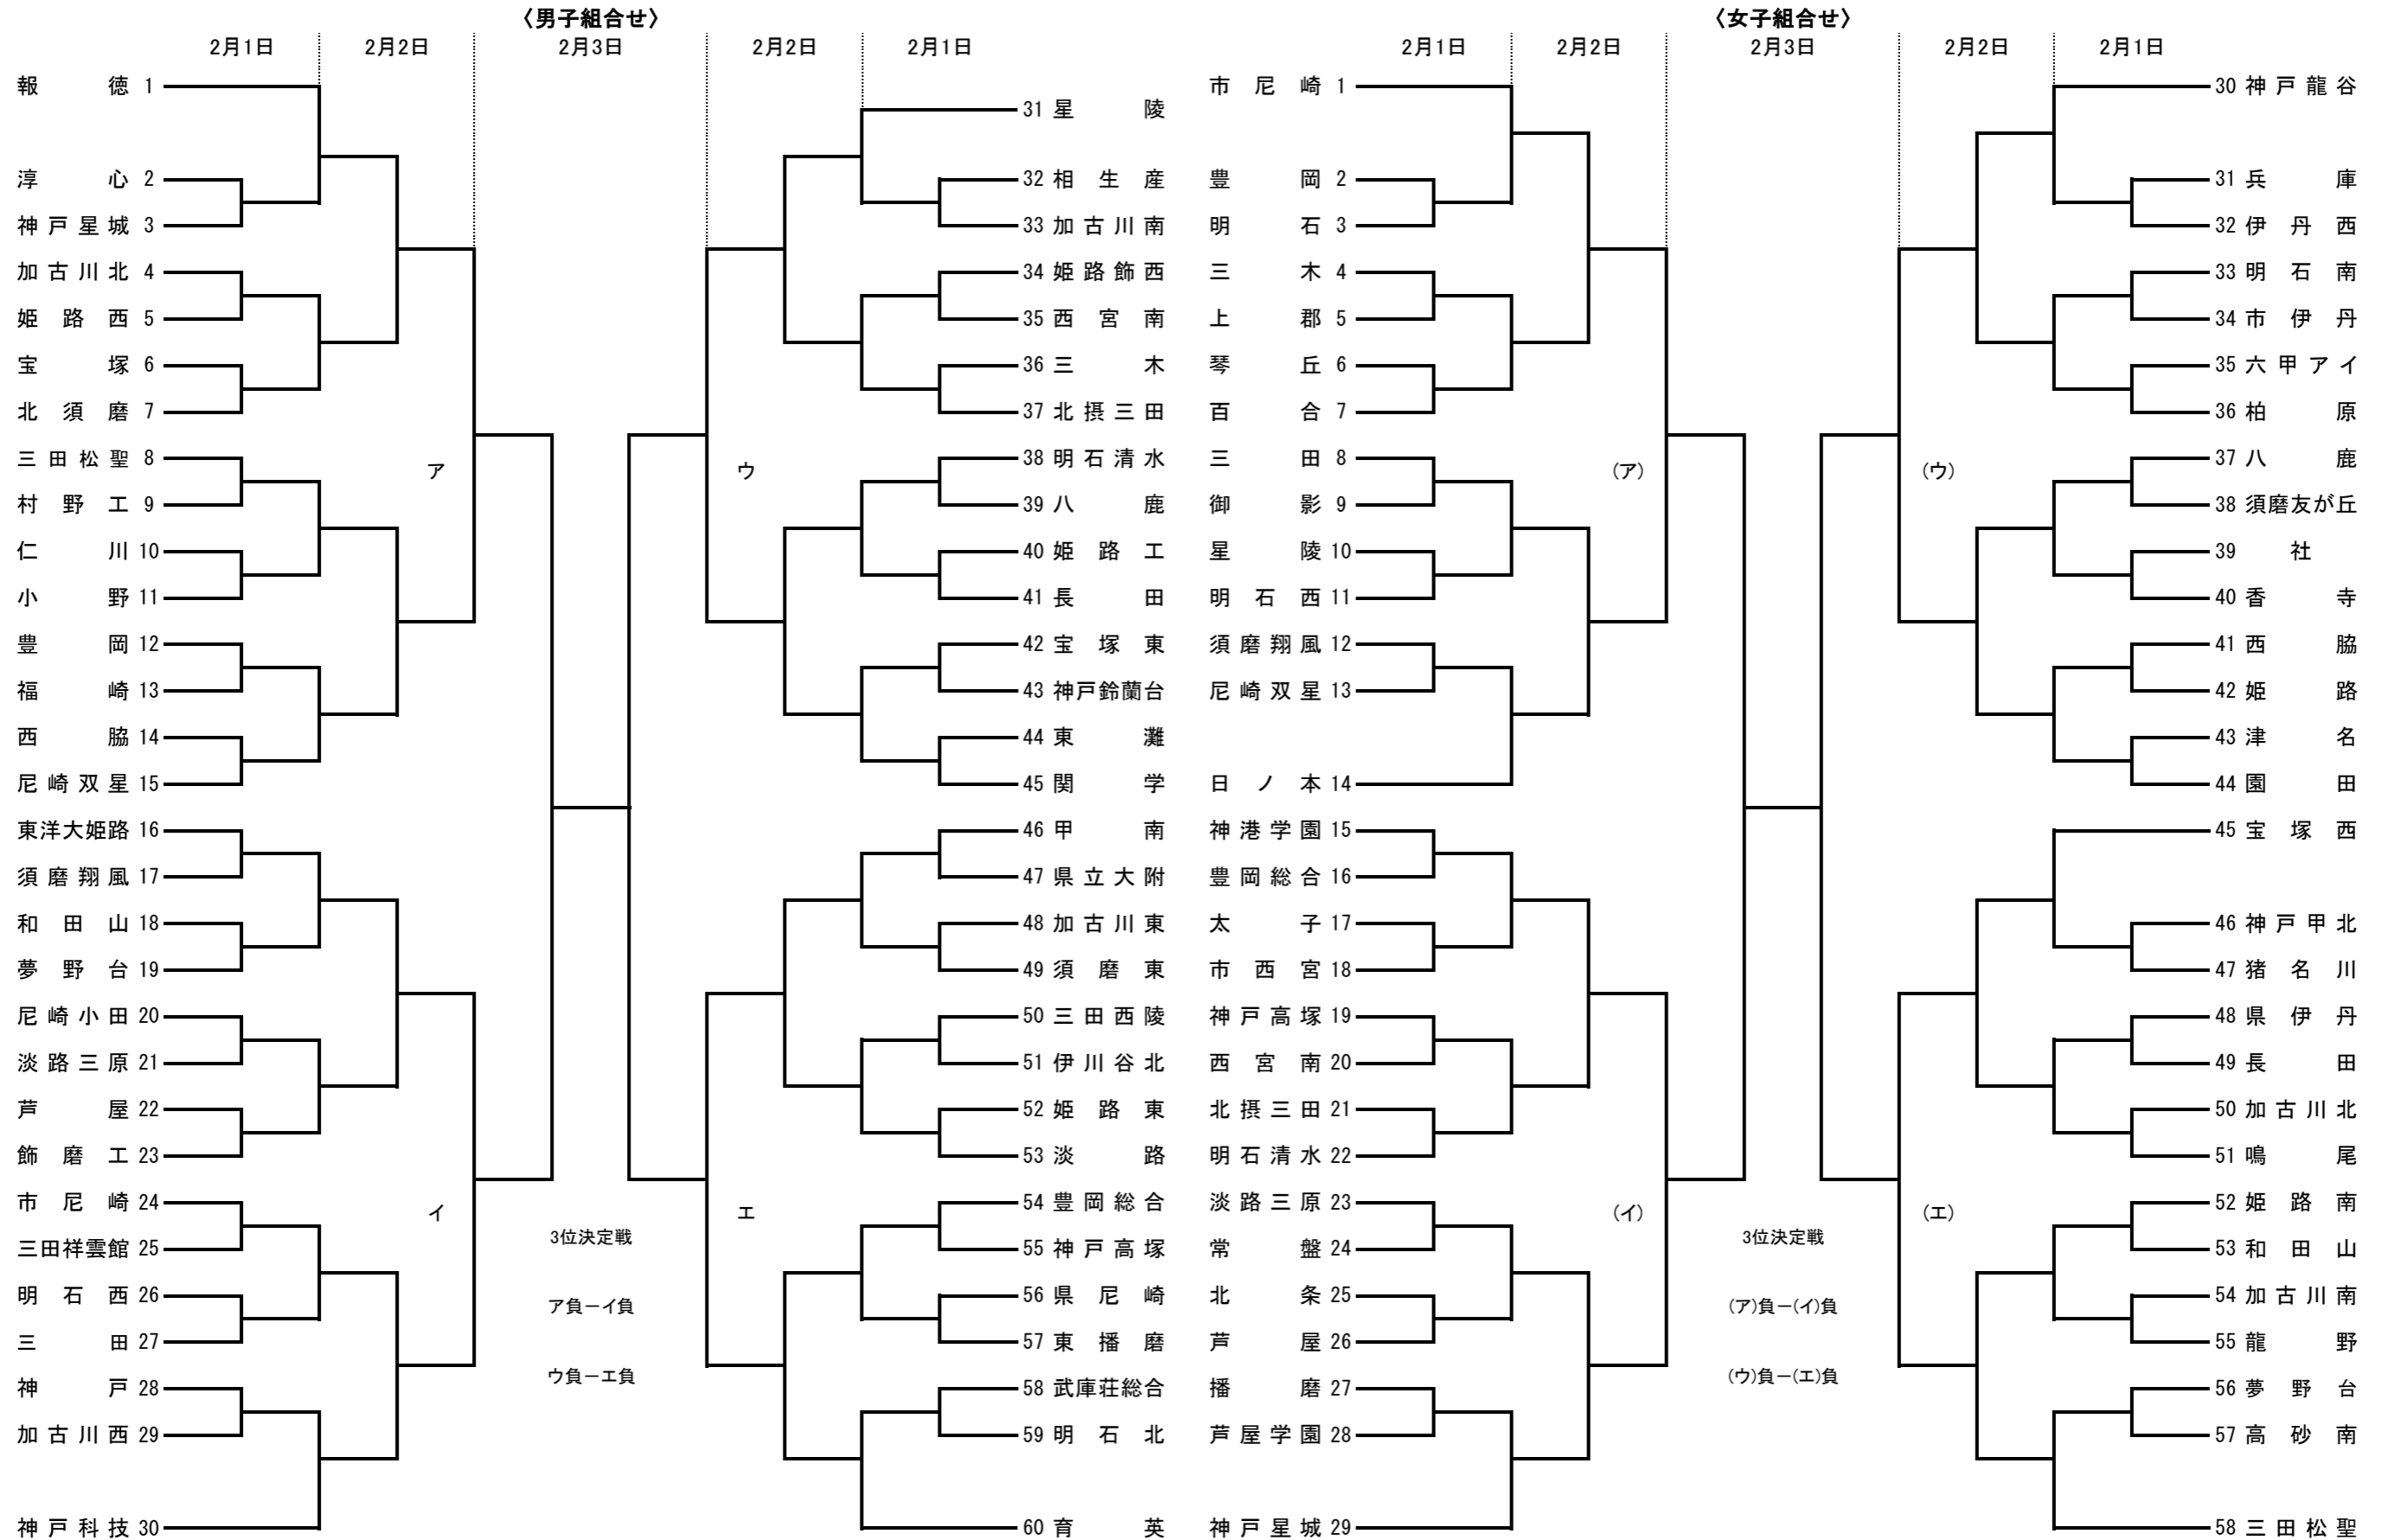 〈男子組合せ〉
2月1日 2月2日 2月3日 2月2日 2月1日
報徳 1
淳心 2
神戸星城 3
加古川北 4
姫路西 5
宝塚 6
北須磨 7
三田松聖 8
村野工 9
仁川 10
小野 11
豊岡 12
福崎 13
西脇 14
尼崎双星 15
東洋大姫路 16
須磨翔風 17
和田山 18
夢野台 19
尼崎小田 20
淡路三原 21
芦屋 22
飾磨工 23
市尼崎 24
三田祥雲館 25
明石西 26
三田 27
神戸 28
加古川西 29
神戸科技 30
ア
イ
ウ
エ
3位決定戦
ア負－イ負
ウ負－エ負
31 星陵
32 相生産
33 加古川南
34 姫路飾西
35 西宮南
36 三木
37 北摂三田
38 明石清水
39 八鹿
40 姫路工
41 長田
42 宝塚東
43 神戸鈴蘭台
44 東灘
45 関学
46 甲南
47 県立大附
48 加古川東
49 須磨東
50 三田西陵
51 伊川谷北
52 姫路東
53 淡路
54 豊岡総合
55 神戸高塚
56 県尼崎
57 東播磨
58 武庫荘総合
59 明石北
60 育英
〈女子組合せ〉
2月1日 2月2日 2月3日 2月2日 2月1日
市尼崎 1
豊岡 2
明石 3
三木 4
上郡 5
琴丘 6
百合 7
三田 8
御影 9
星陵 10
明石西 11
須磨翔風 12
尼崎双星 13
日ノ本 14
神港学園 15
豊岡総合 16
太子 17
市西宮 18
神戸高塚 19
西宮南 20
北摂三田 21
明石清水 22
淡路三原 23
常盤 24
北条 25
芦屋 26
播磨 27
芦屋学園 28
神戸星城 29
(ア)
(イ)
(ウ)
(エ)
3位決定戦
(ア)負－(イ)負
(ウ)負－(エ)負
30 神戸龍谷
31 兵庫
32 伊丹西
33 明石南
34 市伊丹
35 六甲アイ
36 柏原
37 八鹿
38 須磨友が丘
39 社
40 香寺
41 西脇
42 姫路
43 津名
44 園田
45 宝塚西
46 神戸甲北
47 猪名川
48 県伊丹
49 長田
50 加古川北
51 鳴尾
52 姫路南
53 和田山
54 加古川南
55 龍野
56 夢野台
57 高砂南
58 三田松聖